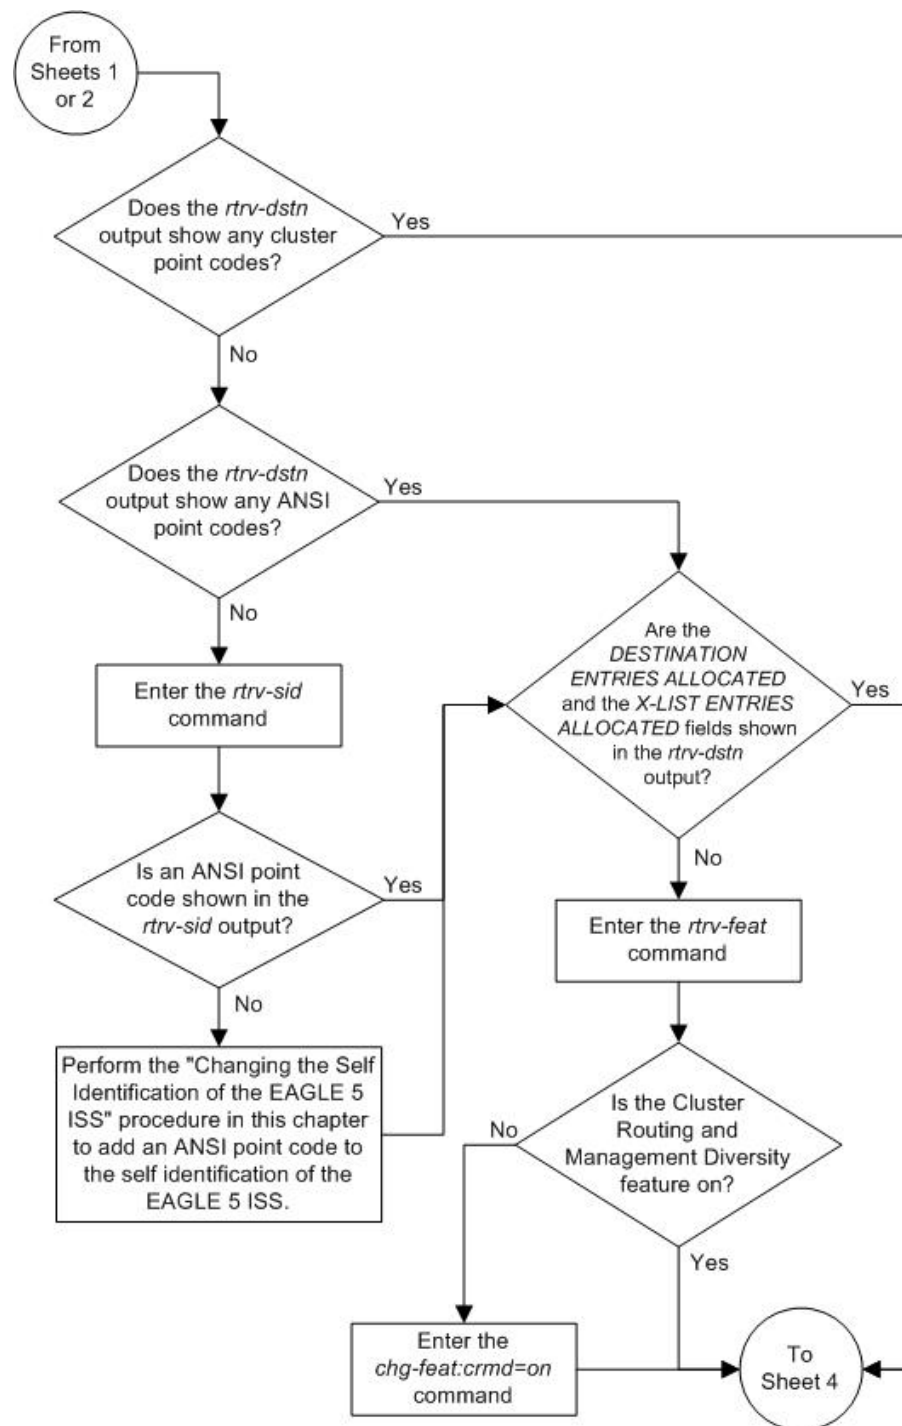 From
Sheets 1
or 2
Does the rtrv-dstn
output show any cluster
point codes?
Yes
No
Does the rtrv-dstn
output show any ANSI
point codes?
Yes
No
Enter the rtrv-sid
command
Is an ANSI point
code shown in the
rtrv-sid output?
Yes
No
Perform the "Changing the Self
Identification of the EAGLE 5
ISS" procedure in this chapter
to add an ANSI point code to
the self identification of the
EAGLE 5 ISS.
Are the
DESTINATION
ENTRIES ALLOCATED
and the X-LIST ENTRIES
ALLOCATED fields shown
in the rtrv-dstn
output?
Yes
No
Enter the rtrv-feat
command
Is the Cluster
Routing and
Management Diversity
feature on?
No
Yes
Enter the
chg-feat:crmd=on
command
To
Sheet 4